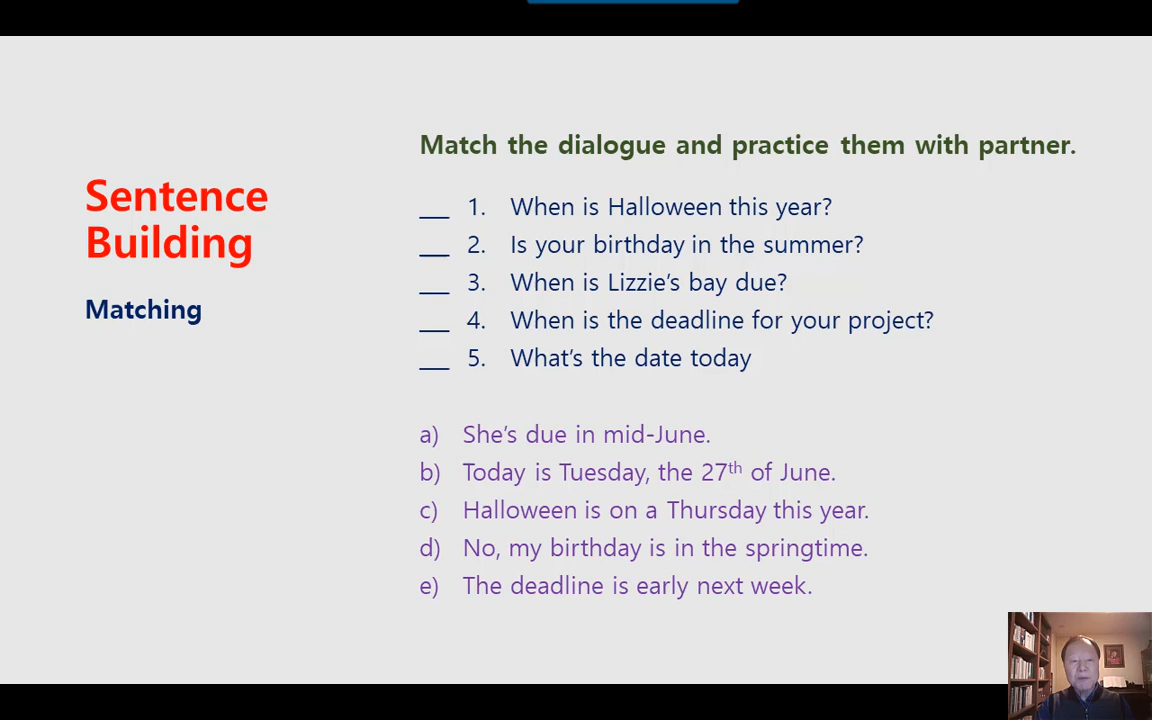 Sentence
Building
Matching
Match the dialogue and practice them with partner.
___ 1. When is Halloween this year?
___ 2. Is your birthday in the summer?
___ 3. When is Lizzie’s bay due?
___ 4. When is the deadline for your project?
___ 5. What’s the date today
a) She’s due in mid-June.
b) Today is Tuesday, the 27th of June.
c) Halloween is on a Thursday this year.
d) No, my birthday is in the springtime.
e) The deadline is early next week.